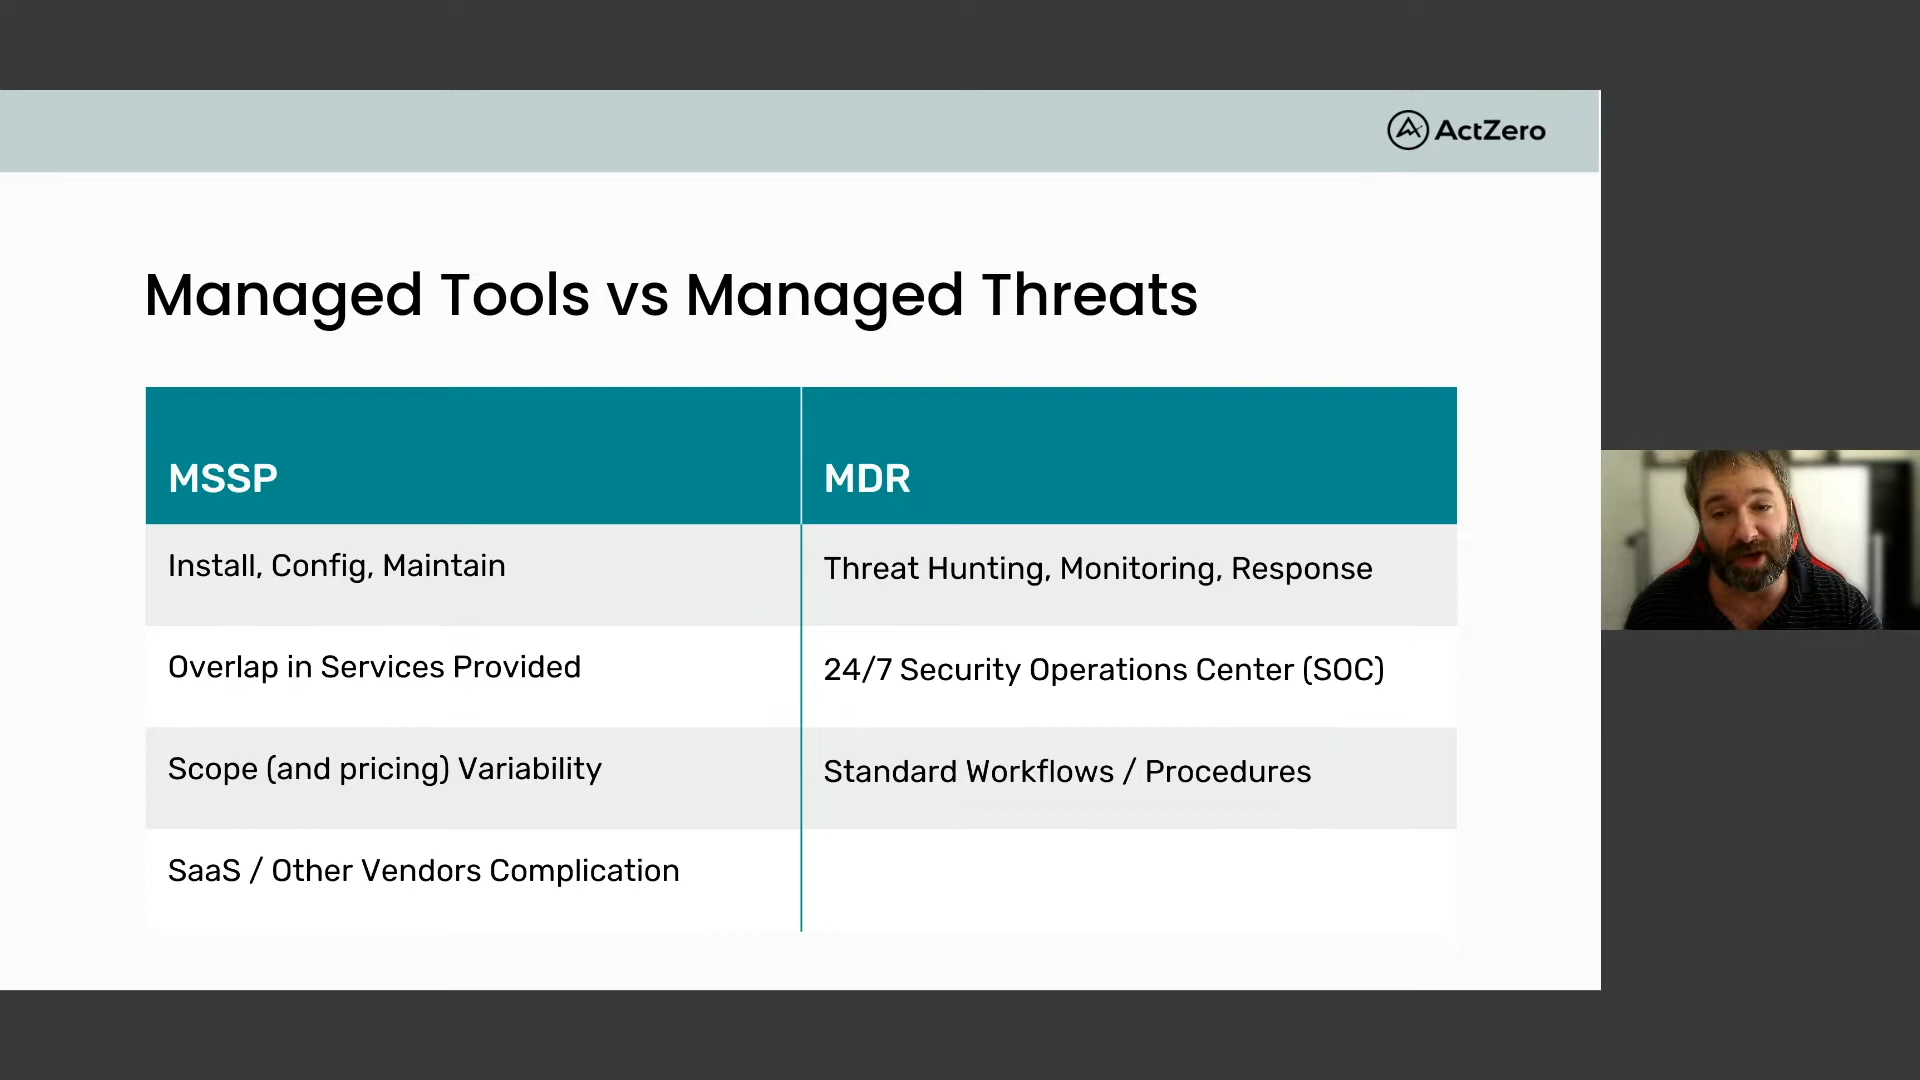 ActZero
Managed Tools vs Managed Threats
MSSP
MDR
Install, Config, Maintain
Threat Hunting, Monitoring, Response
Overlap in Services Provided
24/7 Security Operations Center (SOC)
Scope (and pricing) Variability
Standard Workflows / Procedures
SaaS / Other Vendors Complication